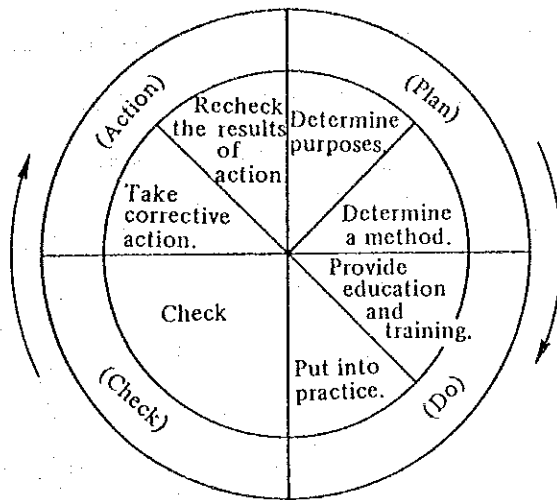 (Plan)
Determine
purposes.
Determine
a method.
(Do)
Provide
education
and
training.
Put into
practice.
(Check)
Check
(Action)
Take
corrective
action.
Recheck
the results
of
action